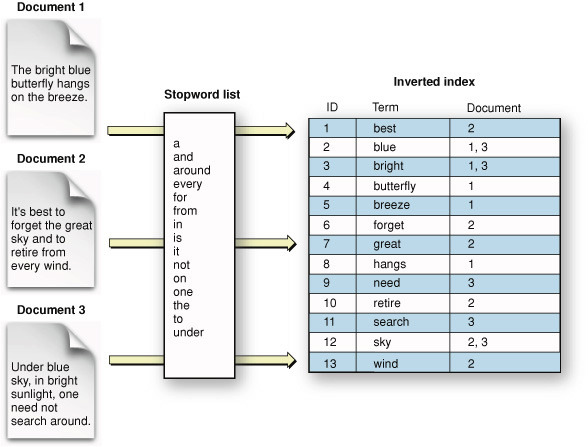 Document 1
The bright blue
butterfly hangs
on the breeze.
Document 2
It's best to
forget the great
sky and to
retire from
every wind.
Document 3
Under blue
sky, in bright
sunlight, one
need not
search around.
Stopword list
a
and
around
every
for
from
in
is
it
not
on
one
the
to
under
Inverted index
ID Term Document
1 best 2
2 blue 1, 3
3 bright 1, 3
4 butterfly 1
5 breeze 1
6 forget 2
7 great 2
8 hangs 1
9 need 3
10 retire 2
11 search 3
12 sky 2, 3
13 wind 2